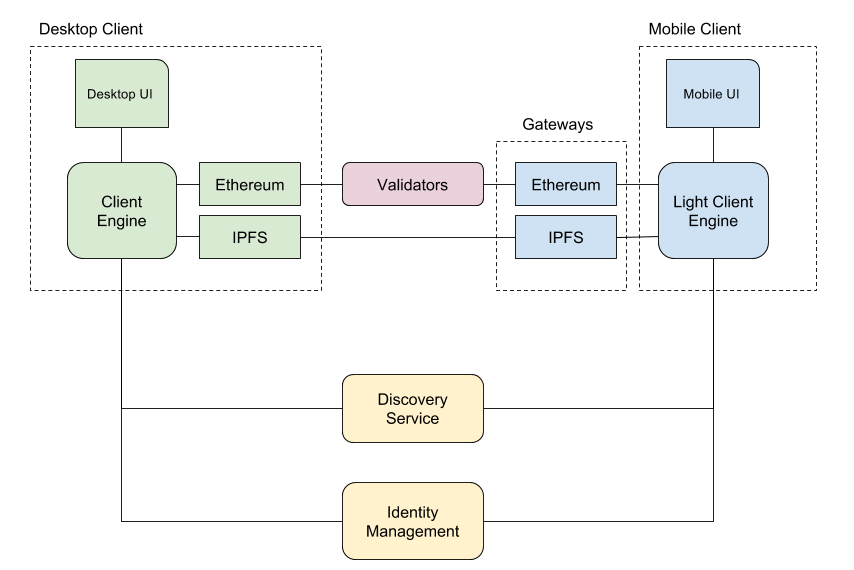 Desktop Client
Mobile Client
Desktop UI
Mobile UI
Gateways
Client
Engine
Ethereum
IPFS
Validators
Ethereum
IPFS
Light Client
Engine
Discovery
Service
Identity
Management